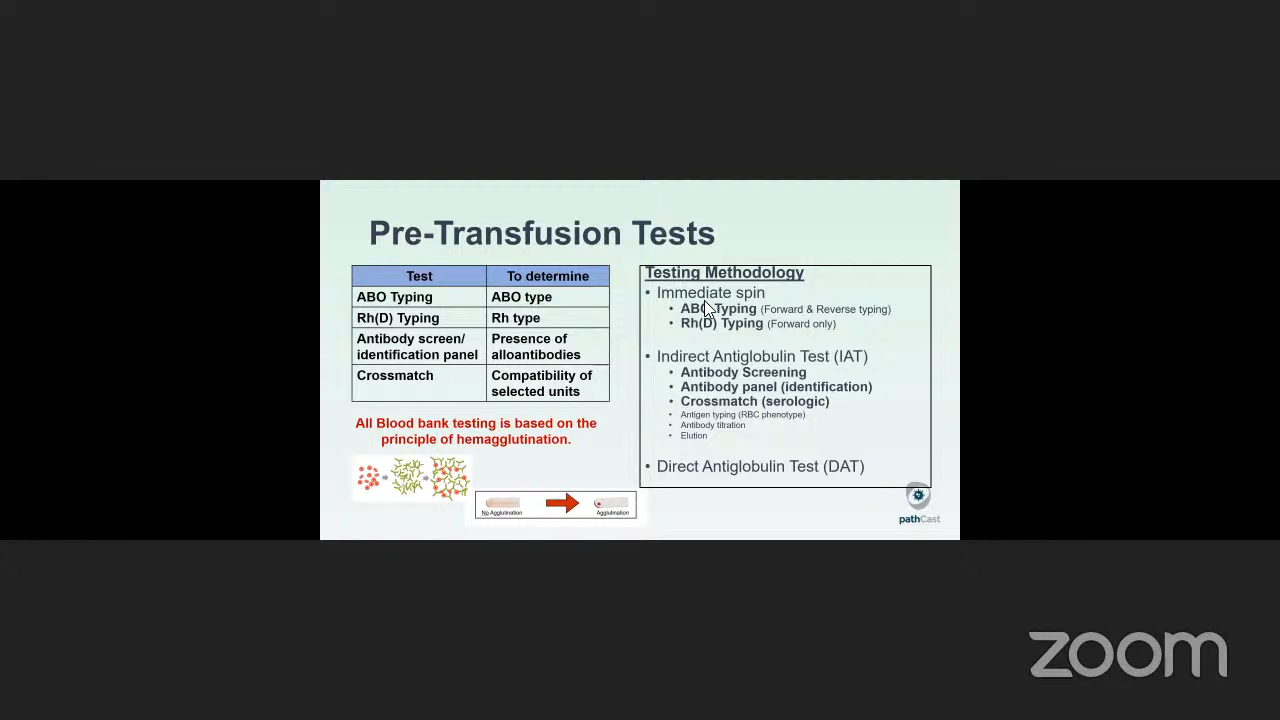 Pre-Transfusion Tests
Test To determine
ABO Typing ABO type
Rh(D) Typing Rh type
Antibody screen/ Presence of
identification panel alloantibodies
Crossmatch Compatibility of
selected units
All Blood bank testing is based on the
principle of hemagglutination.
No Agglutination Agglutination
Testing Methodology
• Immediate spin
• ABO Typing (Forward & Reverse typing)
• Rh(D) Typing (Forward only)
• Indirect Antiglobulin Test (IAT)
• Antibody Screening
• Antibody panel (identification)
• Crossmatch (serologic)
• Antigen typing (RBC phenotype)
• Antibody titration
• Elution
• Direct Antiglobulin Test (DAT)
pathCast
zoom